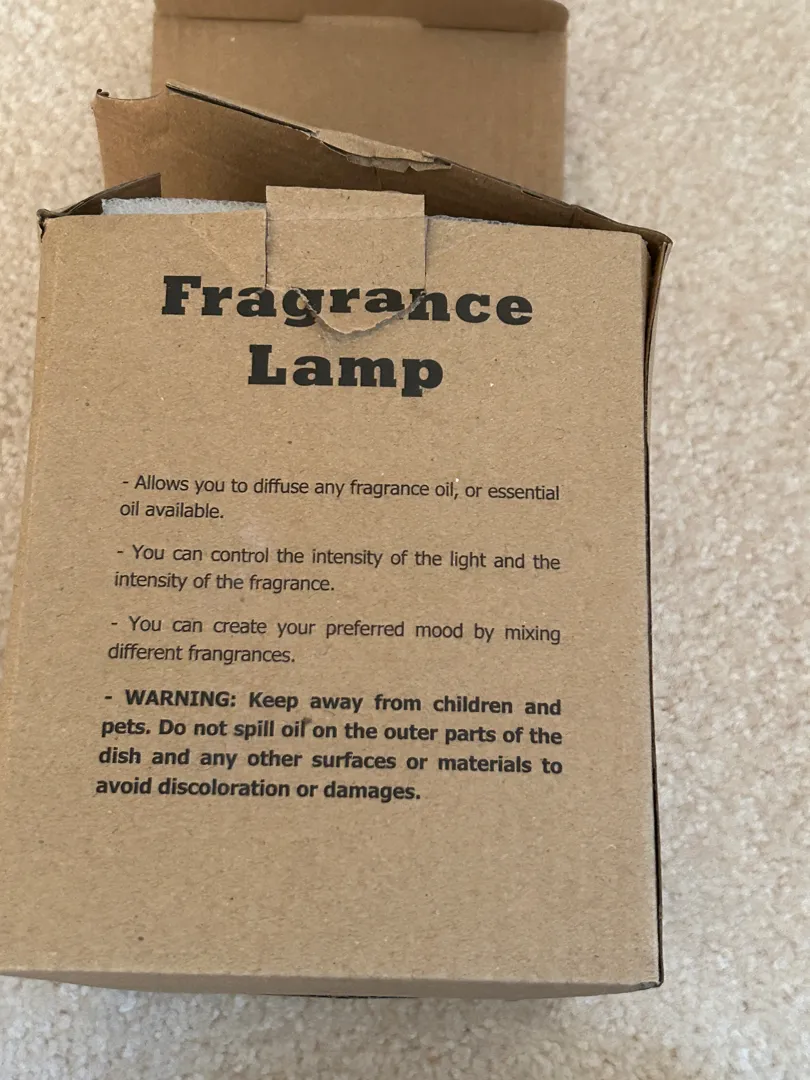 Fragrance
Lamp
- Allows you to diffuse any fragrance oil, or essential
oil available.
- You can control the intensity of the light and the
intensity of the fragrance.
- You can create your preferred mood by mixing
different frangrances.
- WARNING: Keep away from children and
pets. Do not spill oil on the outer parts of the
dish and any other surfaces or materials to
avoid discoloration or damages.